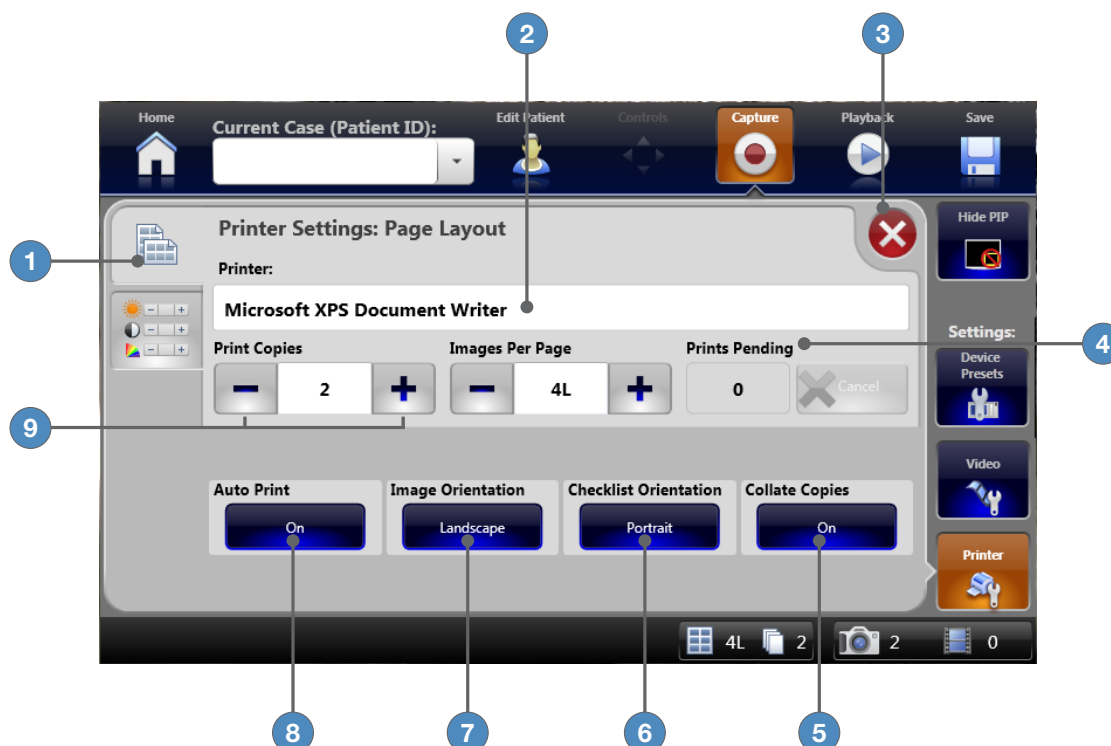 2
3
Home
Current Case (Patient ID):
Edit Patient
Controls
Capture
Playback
Save
1
Printer Settings: Page Layout
Hide PIP
Printer:
Microsoft XPS Document Writer
Settings:
4
Print Copies
Images Per Page
Prints Pending
Device
Presets
2
4L
0
Cancel
9
Video
Auto Print
Image Orientation
Checklist Orientation
Collate Copies
On
Landscape
Portrait
On
Printer
4L
2
2
0
8
7
6
5